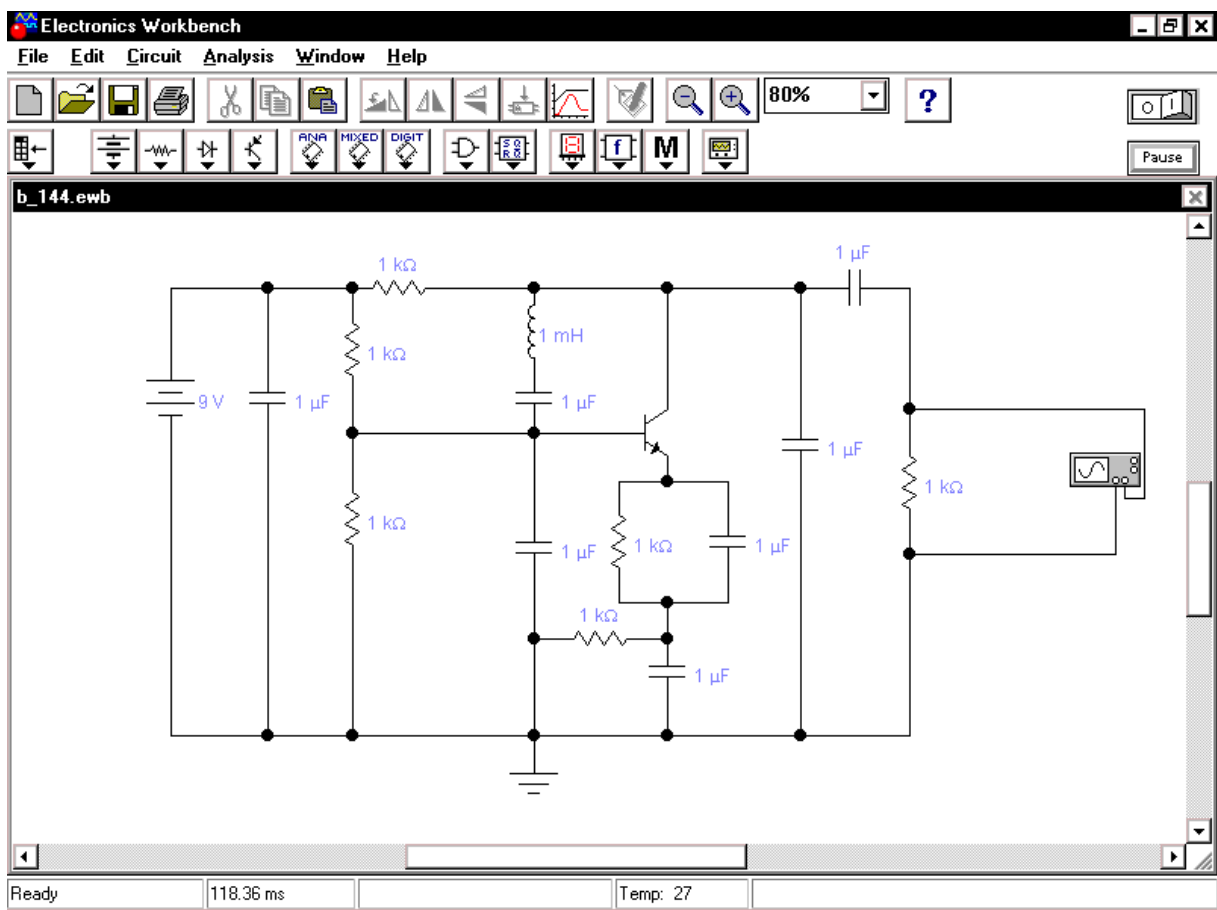 Electronics Workbench
File Edit Circuit Analysis Window Help
80%
?
ANA MIXED DIGIT
f M
Pause
b_144.ewb
1 µF
1 kΩ
1 mH
1 kΩ
9 V 1 µF 1 µF
1 µF
1 kΩ
1 kΩ 1 µF 1 kΩ 1 µF
1 kΩ
1 µF
Ready 118.36 ms Temp: 27